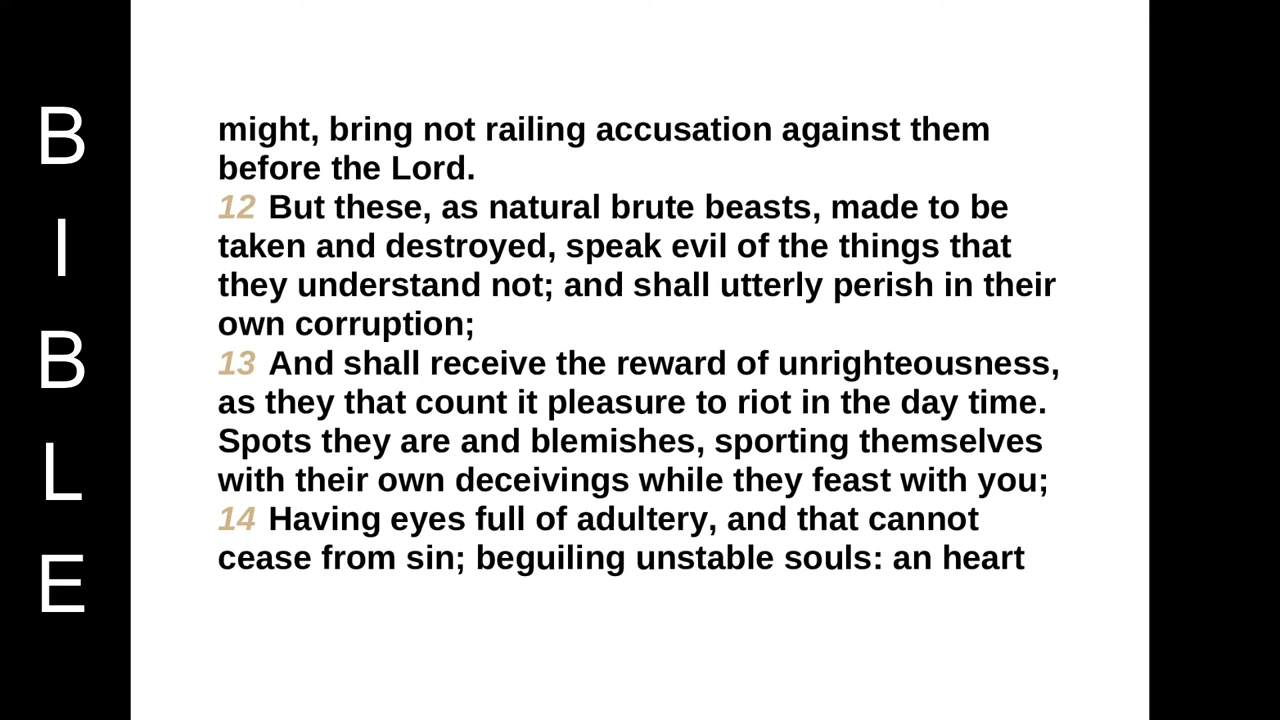 BIBLE
might, bring not railing accusation against them
before the Lord.
12 But these, as natural brute beasts, made to be
taken and destroyed, speak evil of the things that
they understand not; and shall utterly perish in their
own corruption;
13 And shall receive the reward of unrighteousness,
as they that count it pleasure to riot in the day time.
Spots they are and blemishes, sporting themselves
with their own deceivings while they feast with you;
14 Having eyes full of adultery, and that cannot
cease from sin; beguiling unstable souls: an heart